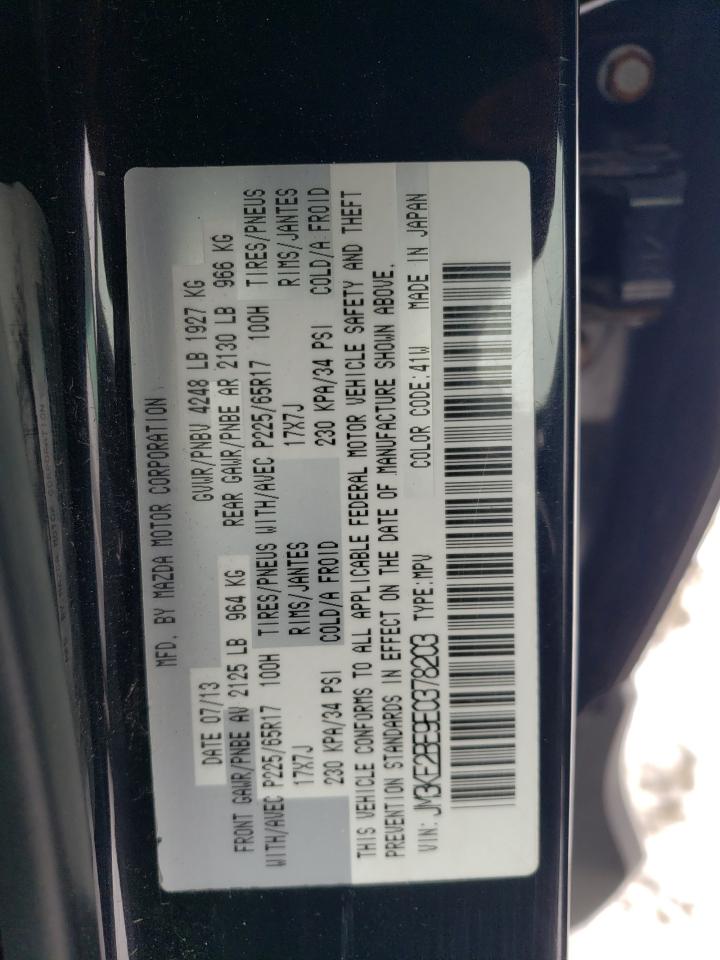 MFD. BY MAZDA MOTOR CORPORATION
DATE 07/13 GVWR/PNBV 4248 LB 1927 KG
FRONT GAWR/PNBE AV 2125 LB 964 KG REAR GAWR/PNBE AR 2130 LB 966 KG
WITH/AVEC P225/65R17 100H TIRES/PNEUS WITH/AVEC P225/65R17 100H TIRES/PNEUS
17X7J RIMS/JANTES 17X7J RIMS/JANTES
230 KPA/34 PSI COLD/A FROID 230 KPA/34 PSI COLD/A FROID
THIS VEHICLE CONFORMS TO ALL APPLICABLE FEDERAL MOTOR VEHICLE SAFETY AND THEFT
PREVENTION STANDARDS IN EFFECT ON THE DATE OF MANUFACTURE SHOWN ABOVE.
VIN: JM3KE2BE9E0378203 TYPE:MPV COLOR CODE:41W MADE IN JAPAN